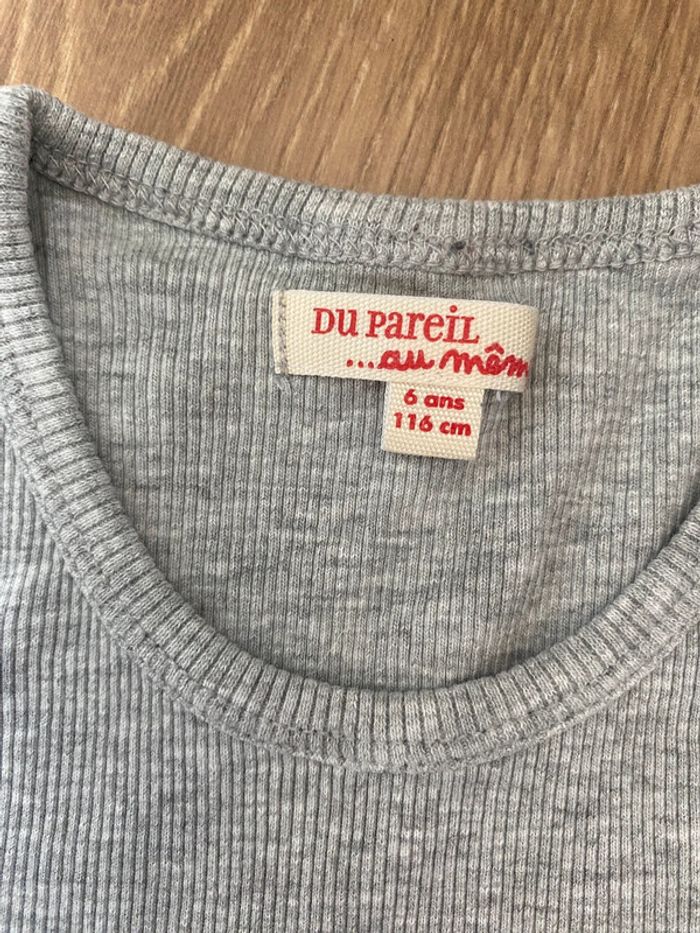 DU PareiL
...au mêm
6 ans
116 cm